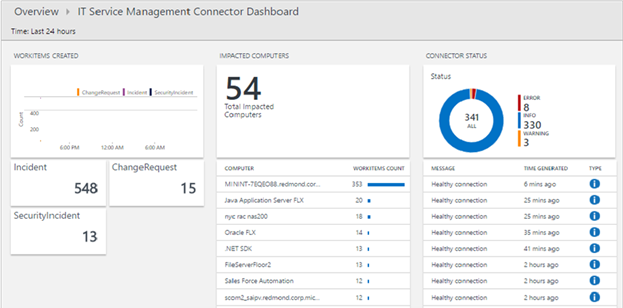 Overview ▸ IT Service Management Connector Dashboard
Time: Last 24 hours
WORKITEMS CREATED
ChangeRequest Incident SecurityIncident
Count
400
200
6:00 PM 12:00 AM 6:00 AM
Incident
548
ChangeRequest
15
SecurityIncident
13
IMPACTED COMPUTERS
54
Total Impacted
Computers
COMPUTER WORKITEMS COUNT
MININT-7EQED88.redmond.cor... 353
Java Application Server FLX 20
nyc rac nas200 18
Oracle FLX 14
.NET SDK 13
FileServerFloor2 13
Sales Force Automation 12
scom2_saipv.redmond.corp.mic... 12
CONNECTOR STATUS
Status
341
ALL
ERROR
8
INFO
330
WARNING
3
MESSAGE TIME GENERATED TYPE
Healthy connection 6 mins ago
Healthy connection 25 mins ago
Healthy connection 25 mins ago
Healthy connection 35 mins ago
Healthy connection 41 mins ago
Healthy connection 2 hours ago
Healthy connection 2 hours ago
Healthy connection 2 hours ago